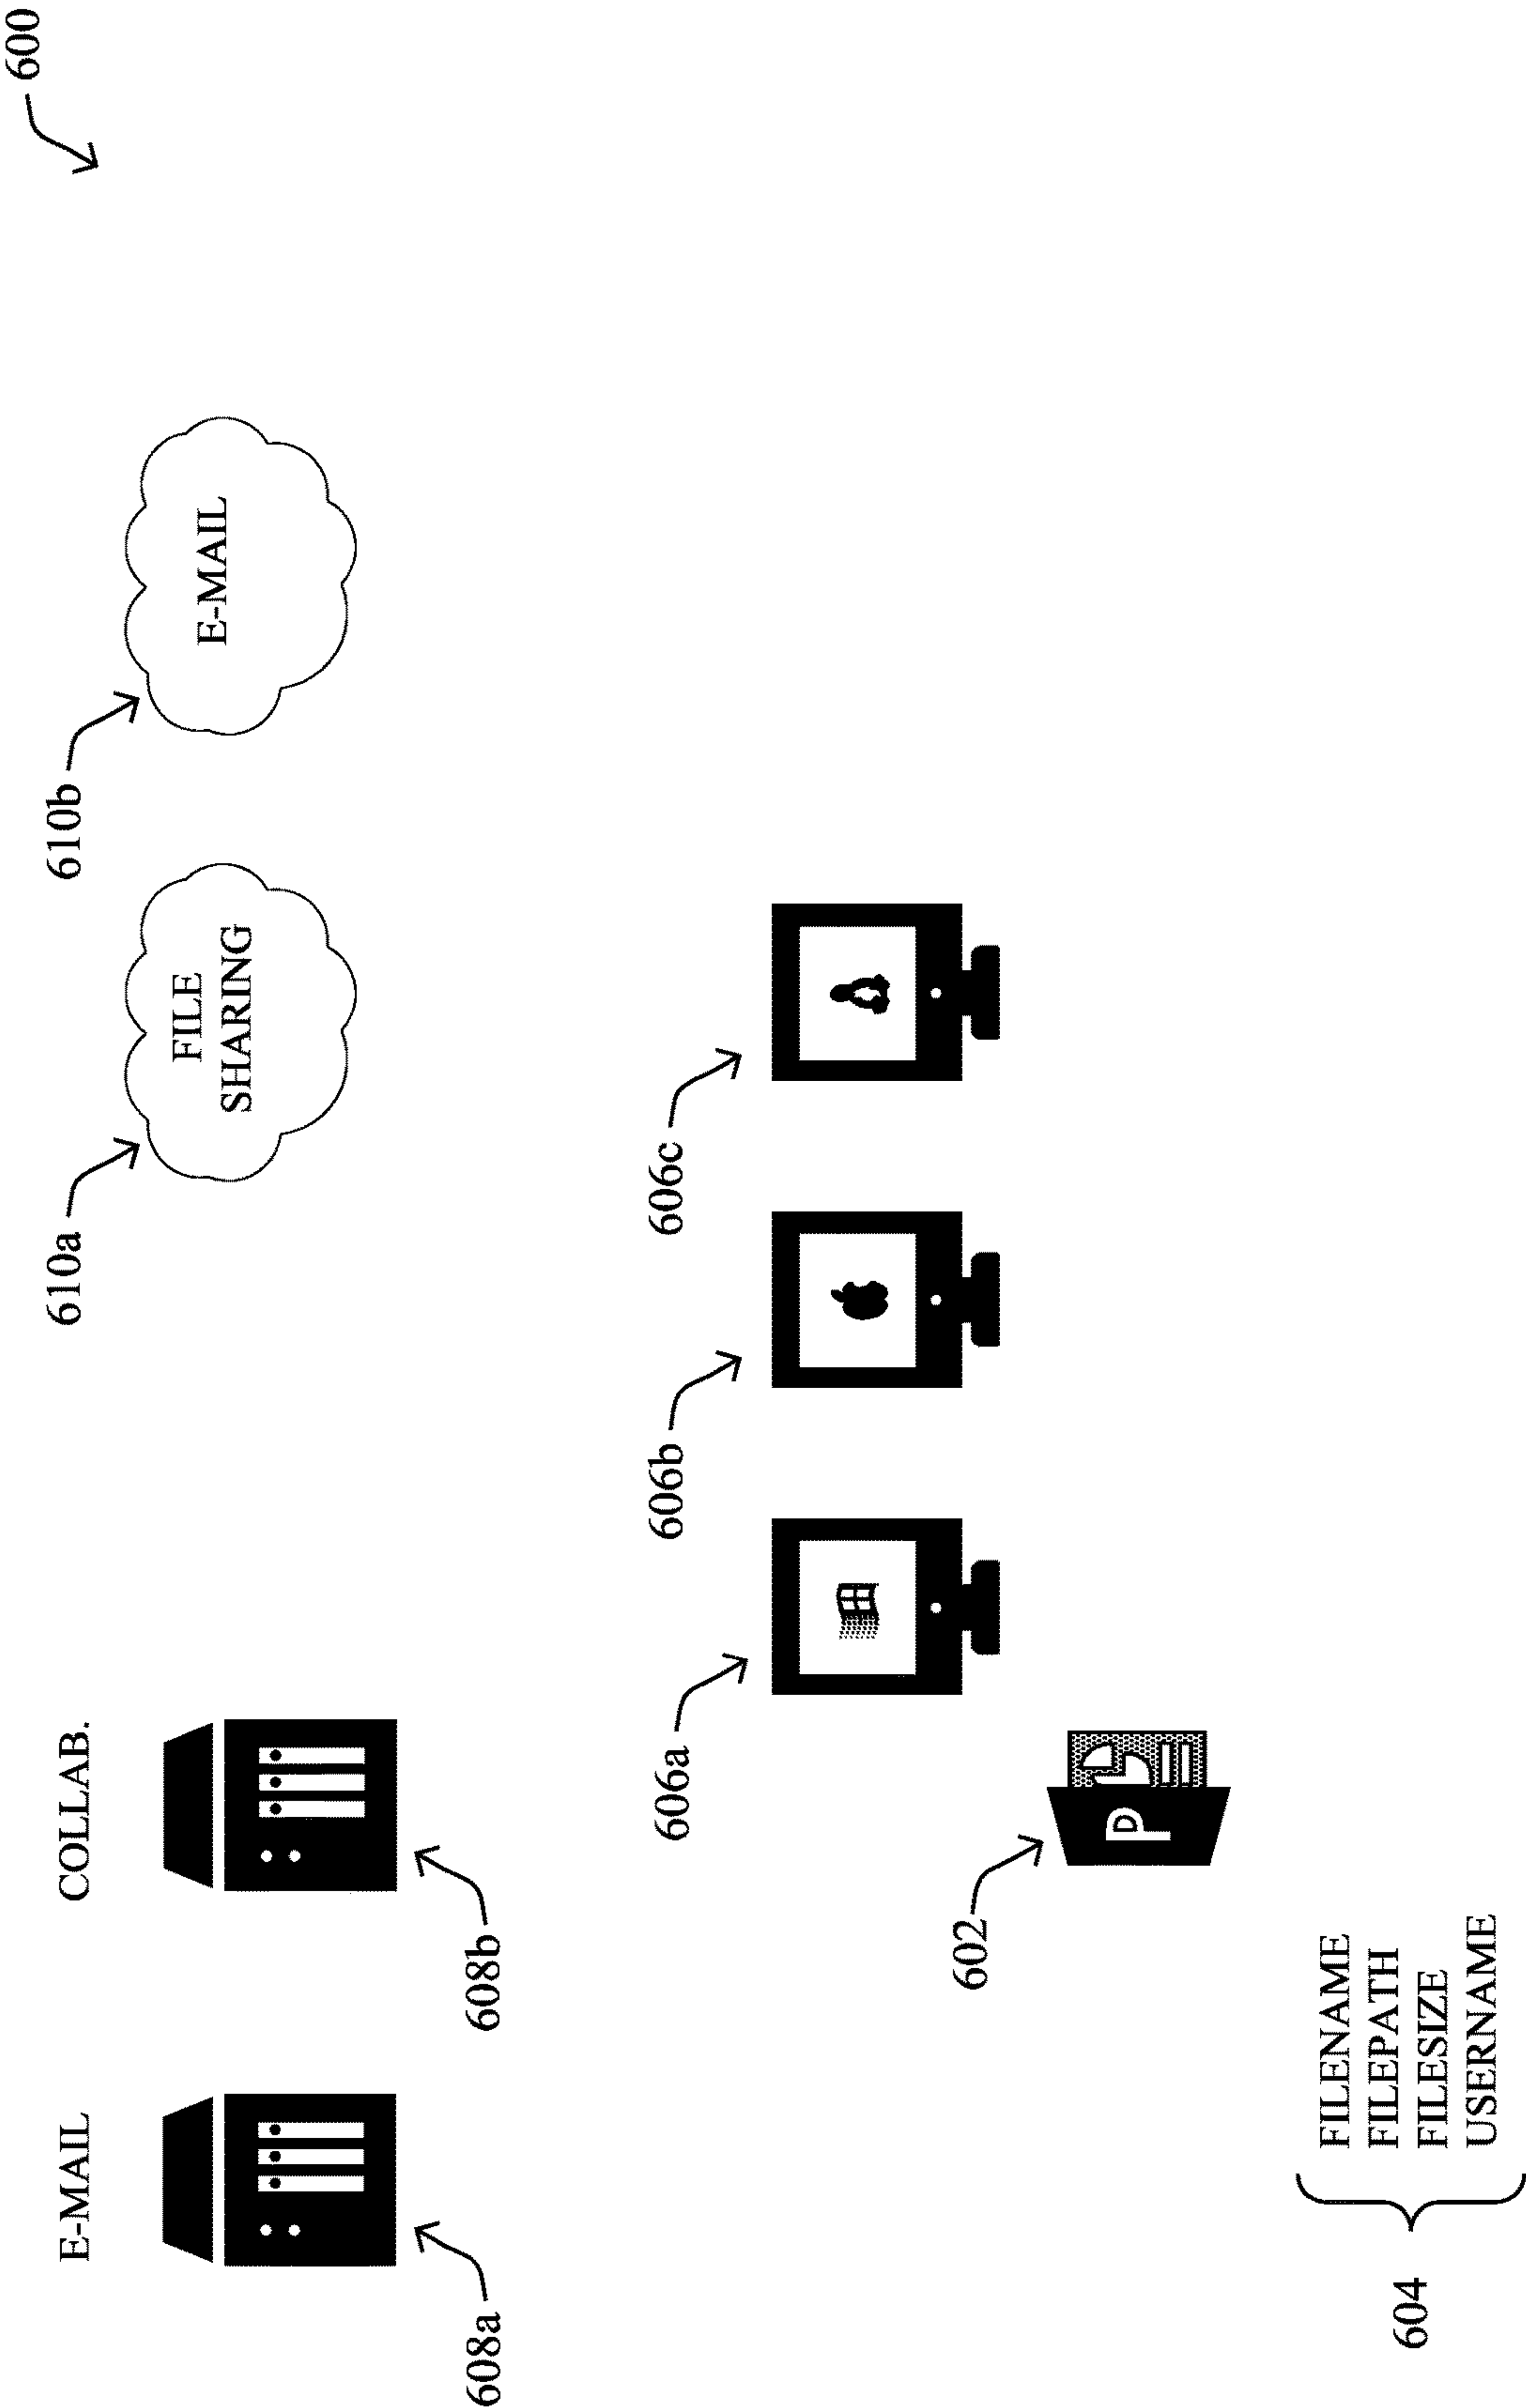 600
E-MAIL
COLLAB.
610a
610b
FILE
SHARING
E-MAIL
608a
608b
606a
606b
606c
602
P
604
FILENAME
FILEPATH
FILESIZE
USERNAME